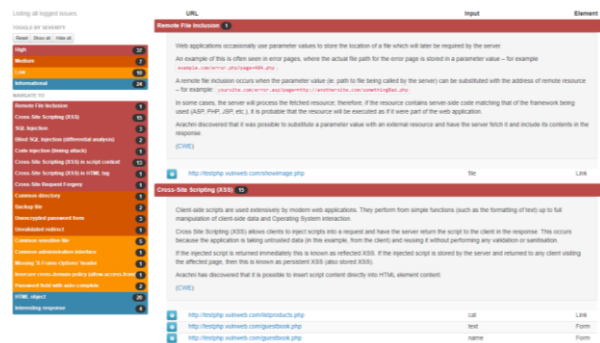 Listing all logged issues
TOGGLE BY SEVERITY
Reset Show all Hide all
High 37
Medium 7
Low 10
Informational 24
NAVIGATE TO
Remote File Inclusion 1
Cross-Site Scripting (XSS) 15
SQL Injection 3
Blind SQL Injection (differential analysis) 2
Code injection (timing attack) 1
Cross-Site Scripting (XSS) in script context 13
Cross-Site Scripting (XSS) in HTML tag 1
Cross-Site Request Forgery 1
Common directory 1
Backup file 2
Unencrypted password form 3
Unvalidated redirect 1
Common sensitive file 5
Common administration interface 1
Missing 'X-Frame-Options' header 1
Insecure cross-domain policy (allow-access-from) 1
Password field with auto-complete 2
HTML object 20
Interesting response 4
URL Input Element
Remote File Inclusion 1
Web applications occasionally use parameter values to store the location of a file which will later be required by the server.
An example of this is often seen in error pages, where the actual file path for the error page is stored in a parameter value – for example
example.com/error.php?page=404.php .
A remote file inclusion occurs when the parameter value (ie. path to file being called by the server) can be substituted with the address of remote resource
– for example: yoursite.com/error.asp?page=http://anothersite.com/somethingBad.php
In some cases, the server will process the fetched resource; therefore, if the resource contains server-side code matching that of the framework being
used (ASP, PHP, JSP, etc.), it is probable that the resource will be executed as if it were part of the web application.
Arachni discovered that it was possible to substitute a parameter value with an external resource and have the server fetch it and include its contents in the
response.
(CWE)
http://testphp.vulnweb.com/showimage.php file Link
Cross-Site Scripting (XSS) 15
Client-side scripts are used extensively by modern web applications. They perform from simple functions (such as the formatting of text) up to full
manipulation of client-side data and Operating System interaction.
Cross Site Scripting (XSS) allows clients to inject scripts into a request and have the server return the script to the client in the response. This occurs
because the application is taking untrusted data (in this example, from the client) and reusing it without performing any validation or sanitisation.
If the injected script is returned immediately this is known as reflected XSS. If the injected script is stored by the server and returned to any client visiting
the affected page, then this is known as persistent XSS (also stored XSS).
Arachni has discovered that it is possible to insert script content directly into HTML element content.
(CWE)
http://testphp.vulnweb.com/listproducts.php cat Link
http://testphp.vulnweb.com/guestbook.php text Form
http://testphp.vulnweb.com/guestbook.php name Form